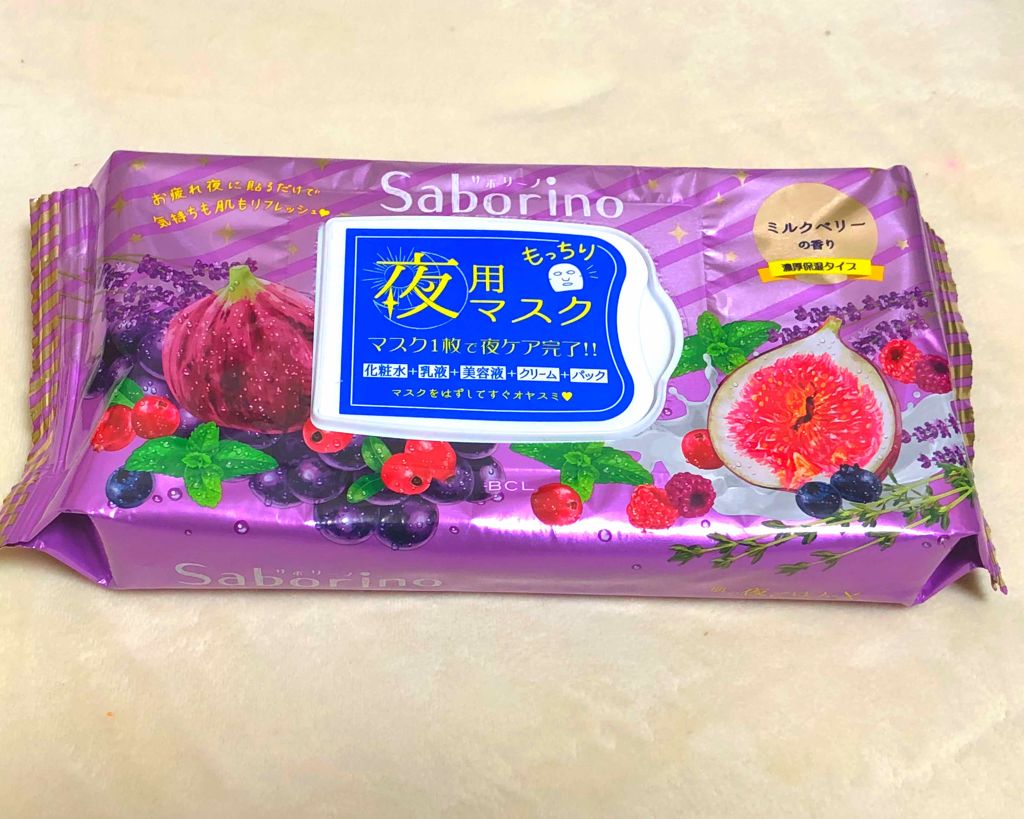 お疲れ夜に貼るだけで
気持ちも肌もリフレッシュ♥
サボリーノ
Saborino
ミルクベリー
の香り
濃厚保湿タイプ
もっちり
夜用
マスク
マスク1枚で夜ケア完了!!
化粧水+乳液+美容液+クリーム+パック
マスクをはずしてすぐオヤスミ♥
BCL
サボリーノ
Saborino